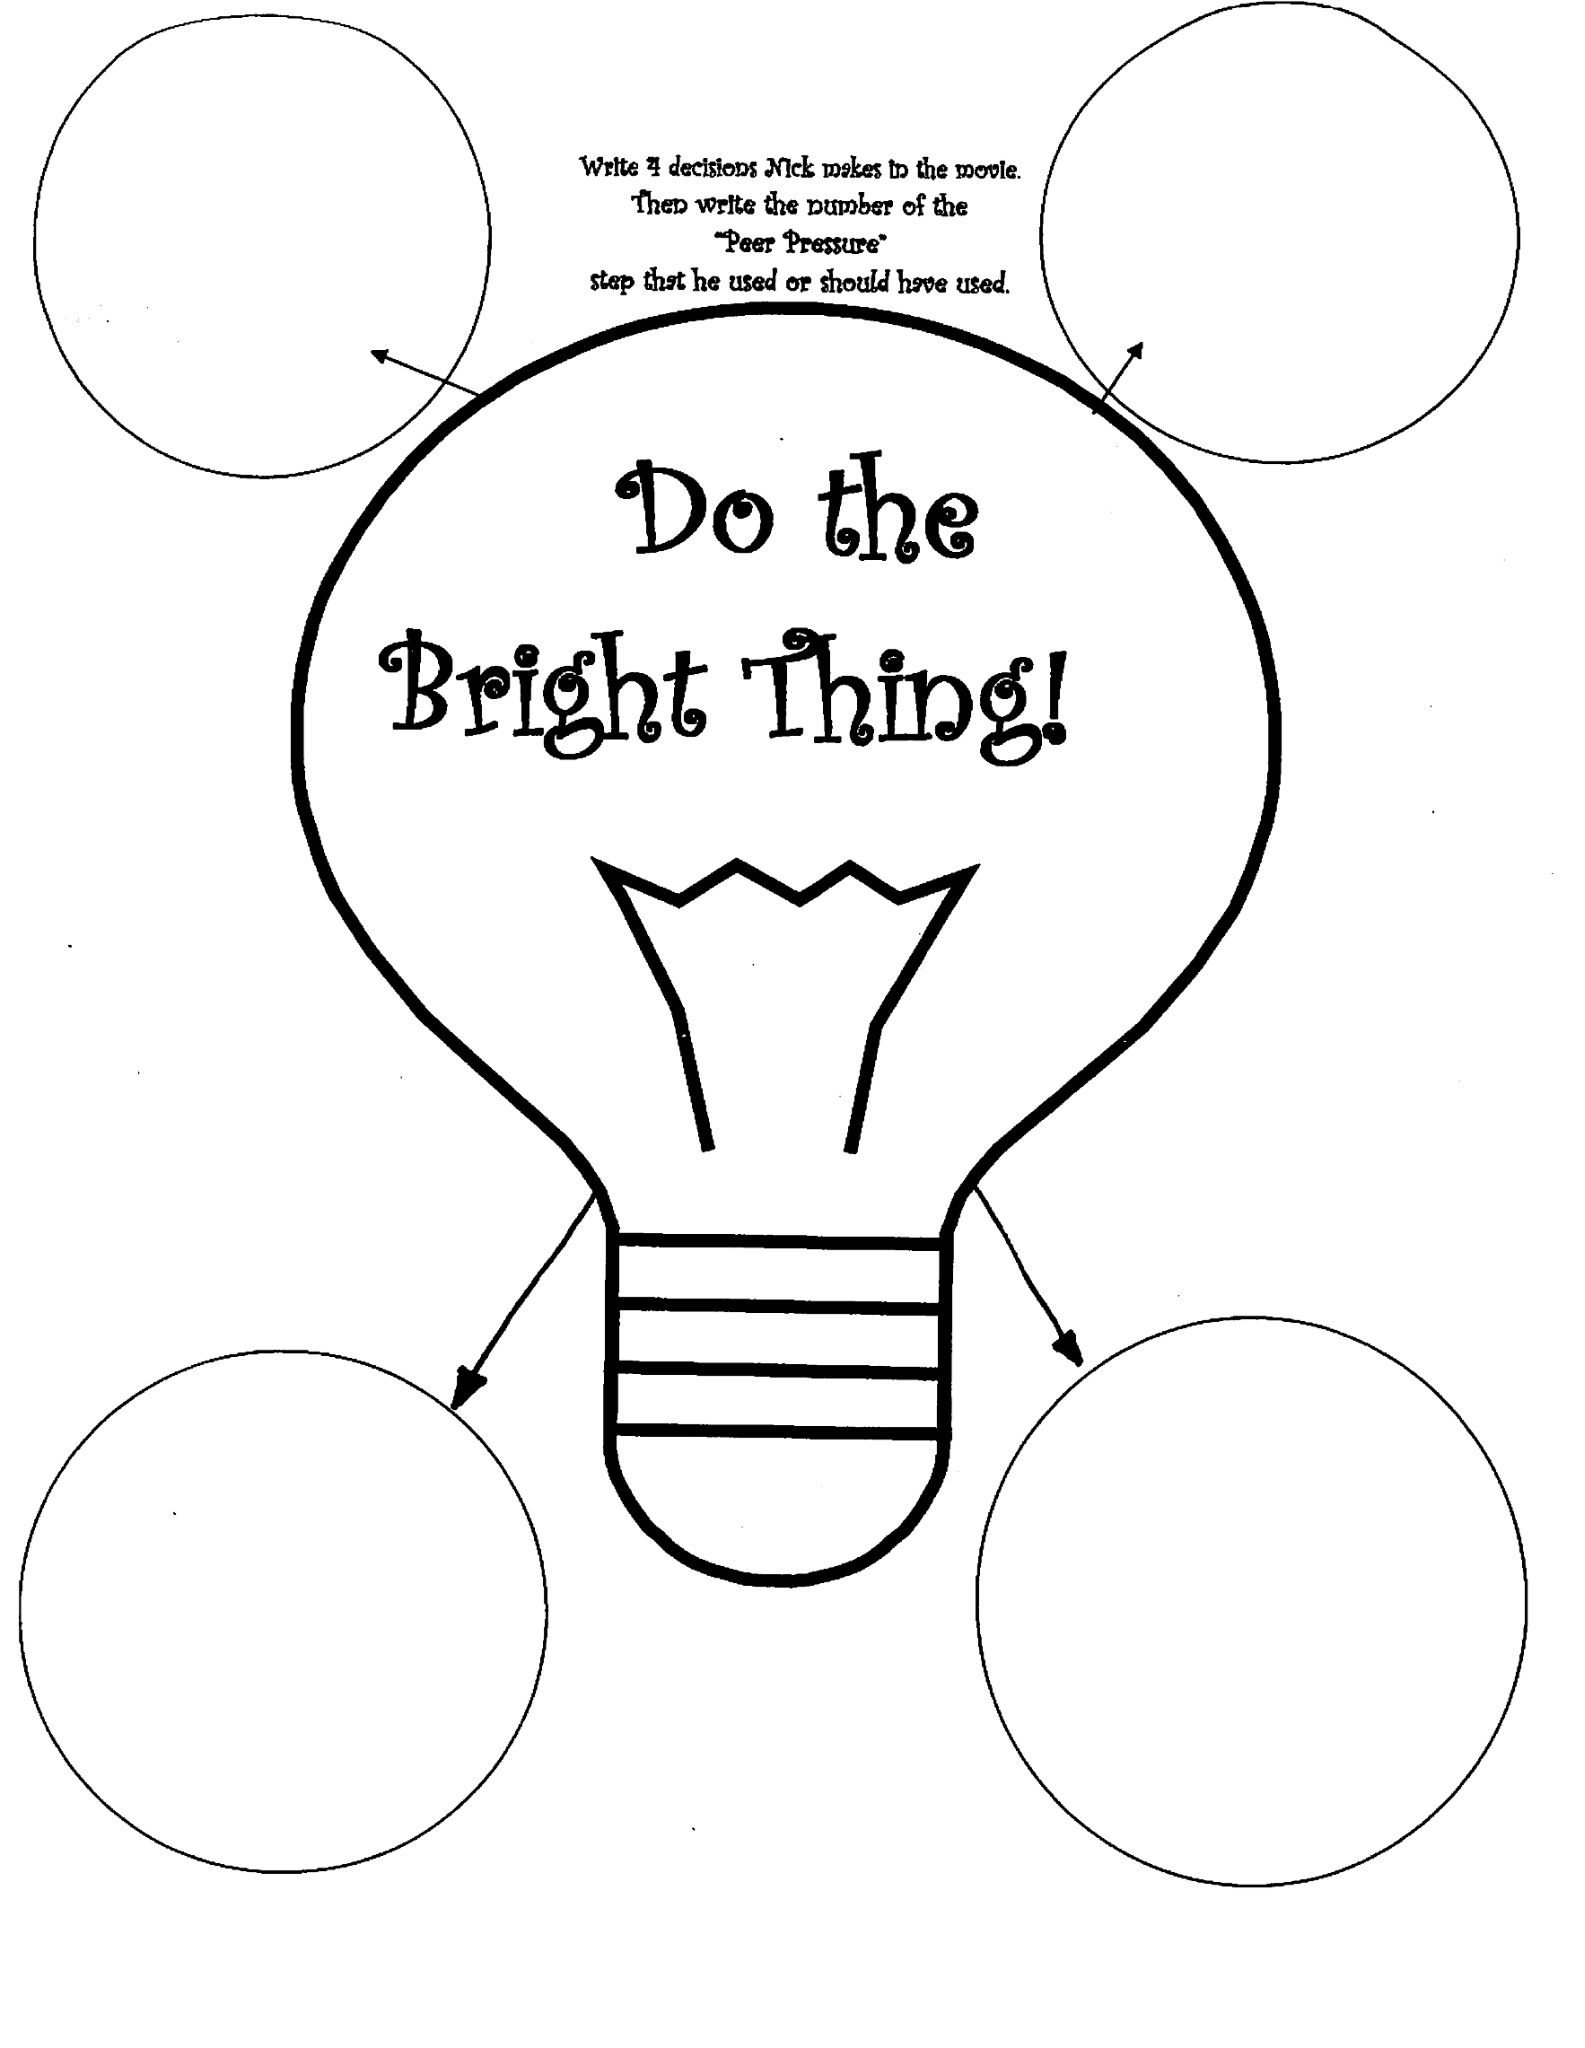 Write 4 decisions Nick makes in the movie.
Then write the number of the
"Peer Pressure"
step that he used or should have used.
Do the
Bright Thing!